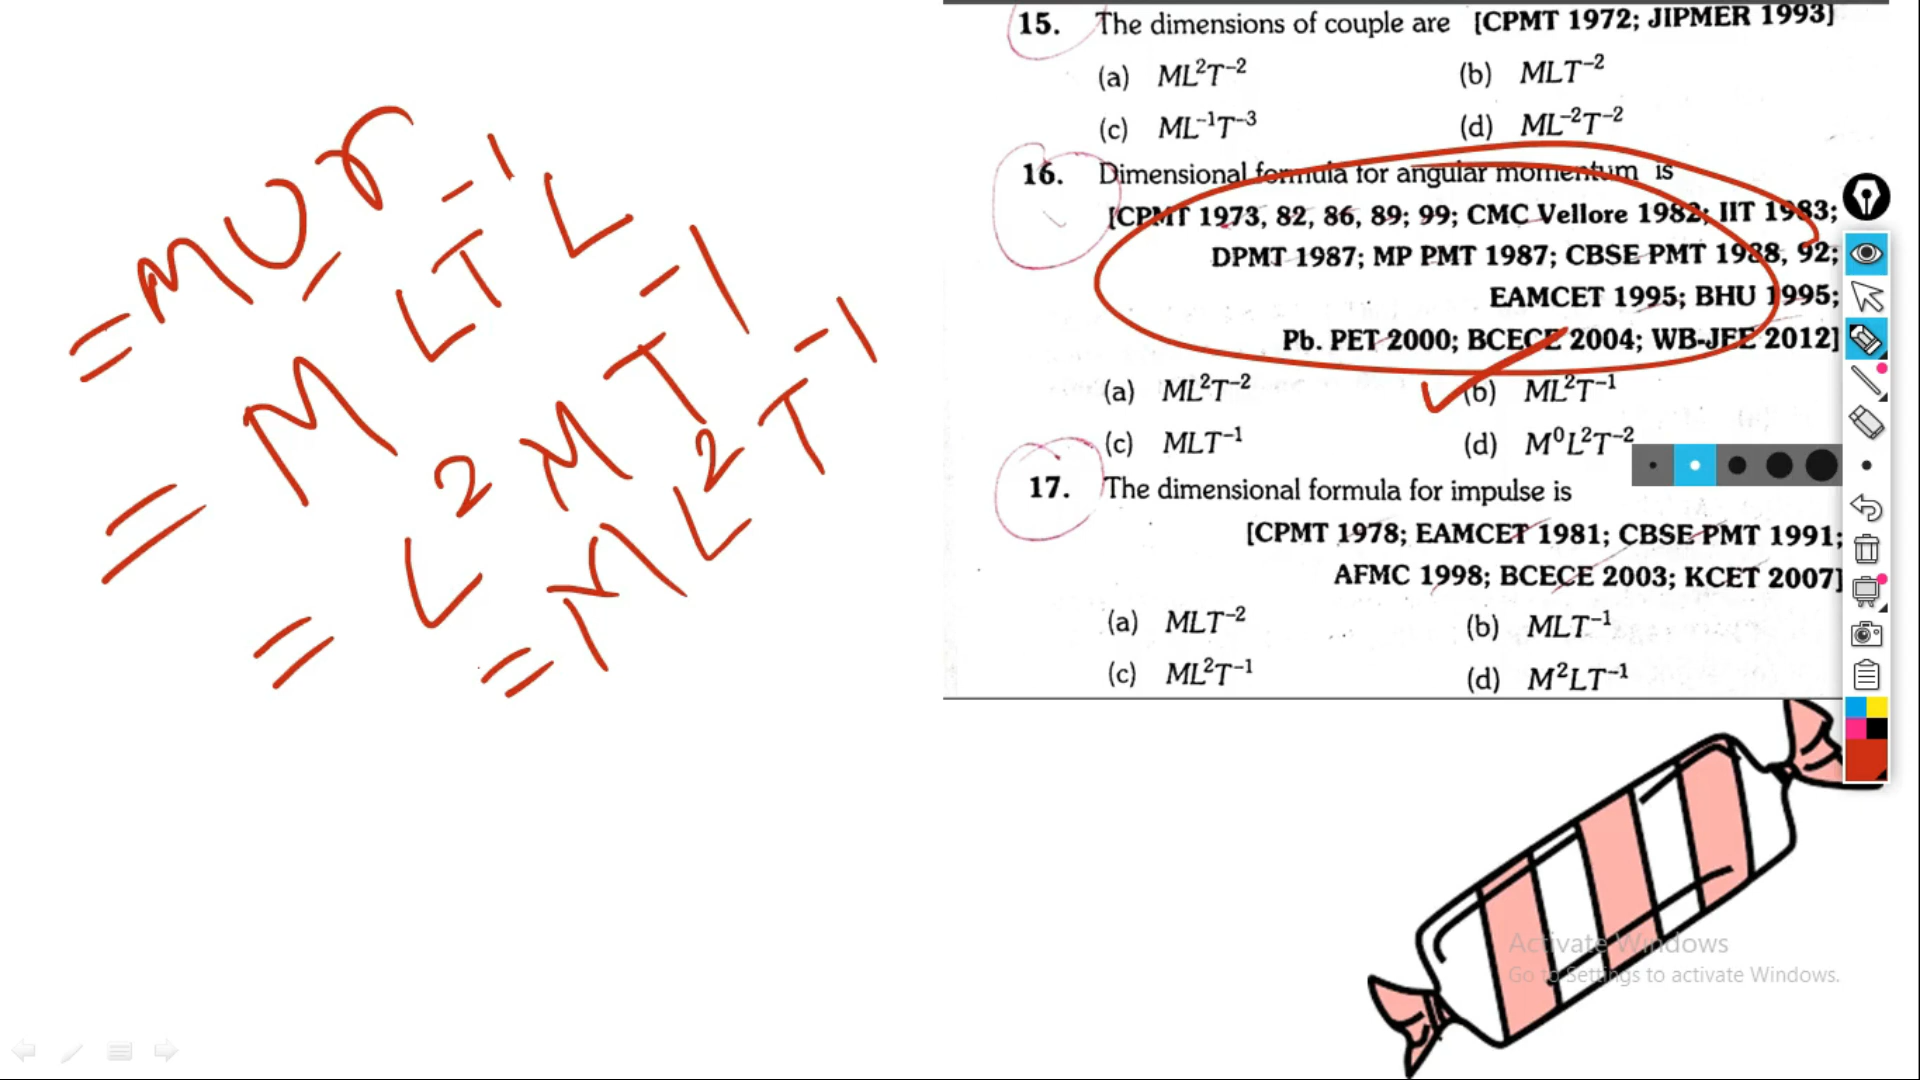 = mvr
= M LT⁻¹ L
= L² M T⁻¹
= M L² T⁻¹
15. The dimensions of couple are [CPMT 1972; JIPMER 1993]
(a) ML²T⁻² (b) MLT⁻²
(c) ML⁻¹T⁻³ (d) ML⁻²T⁻²
16. Dimensional formula for angular momentum is
[CPMT 1973, 82, 86, 89; 99; CMC Vellore 1982; IIT 1983;
DPMT 1987; MP PMT 1987; CBSE PMT 1988, 92;
EAMCET 1995; BHU 1995;
Pb. PET 2000; BCECE 2004; WB-JEE 2012]
(a) ML²T⁻² (b) ML²T⁻¹
(c) MLT⁻¹ (d) M⁰L²T⁻²
17. The dimensional formula for impulse is
[CPMT 1978; EAMCET 1981; CBSE PMT 1991;
AFMC 1998; BCECE 2003; KCET 2007]
(a) MLT⁻² (b) MLT⁻¹
(c) ML²T⁻¹ (d) M²LT⁻¹
Activate Windows
Go to Settings to activate Windows.